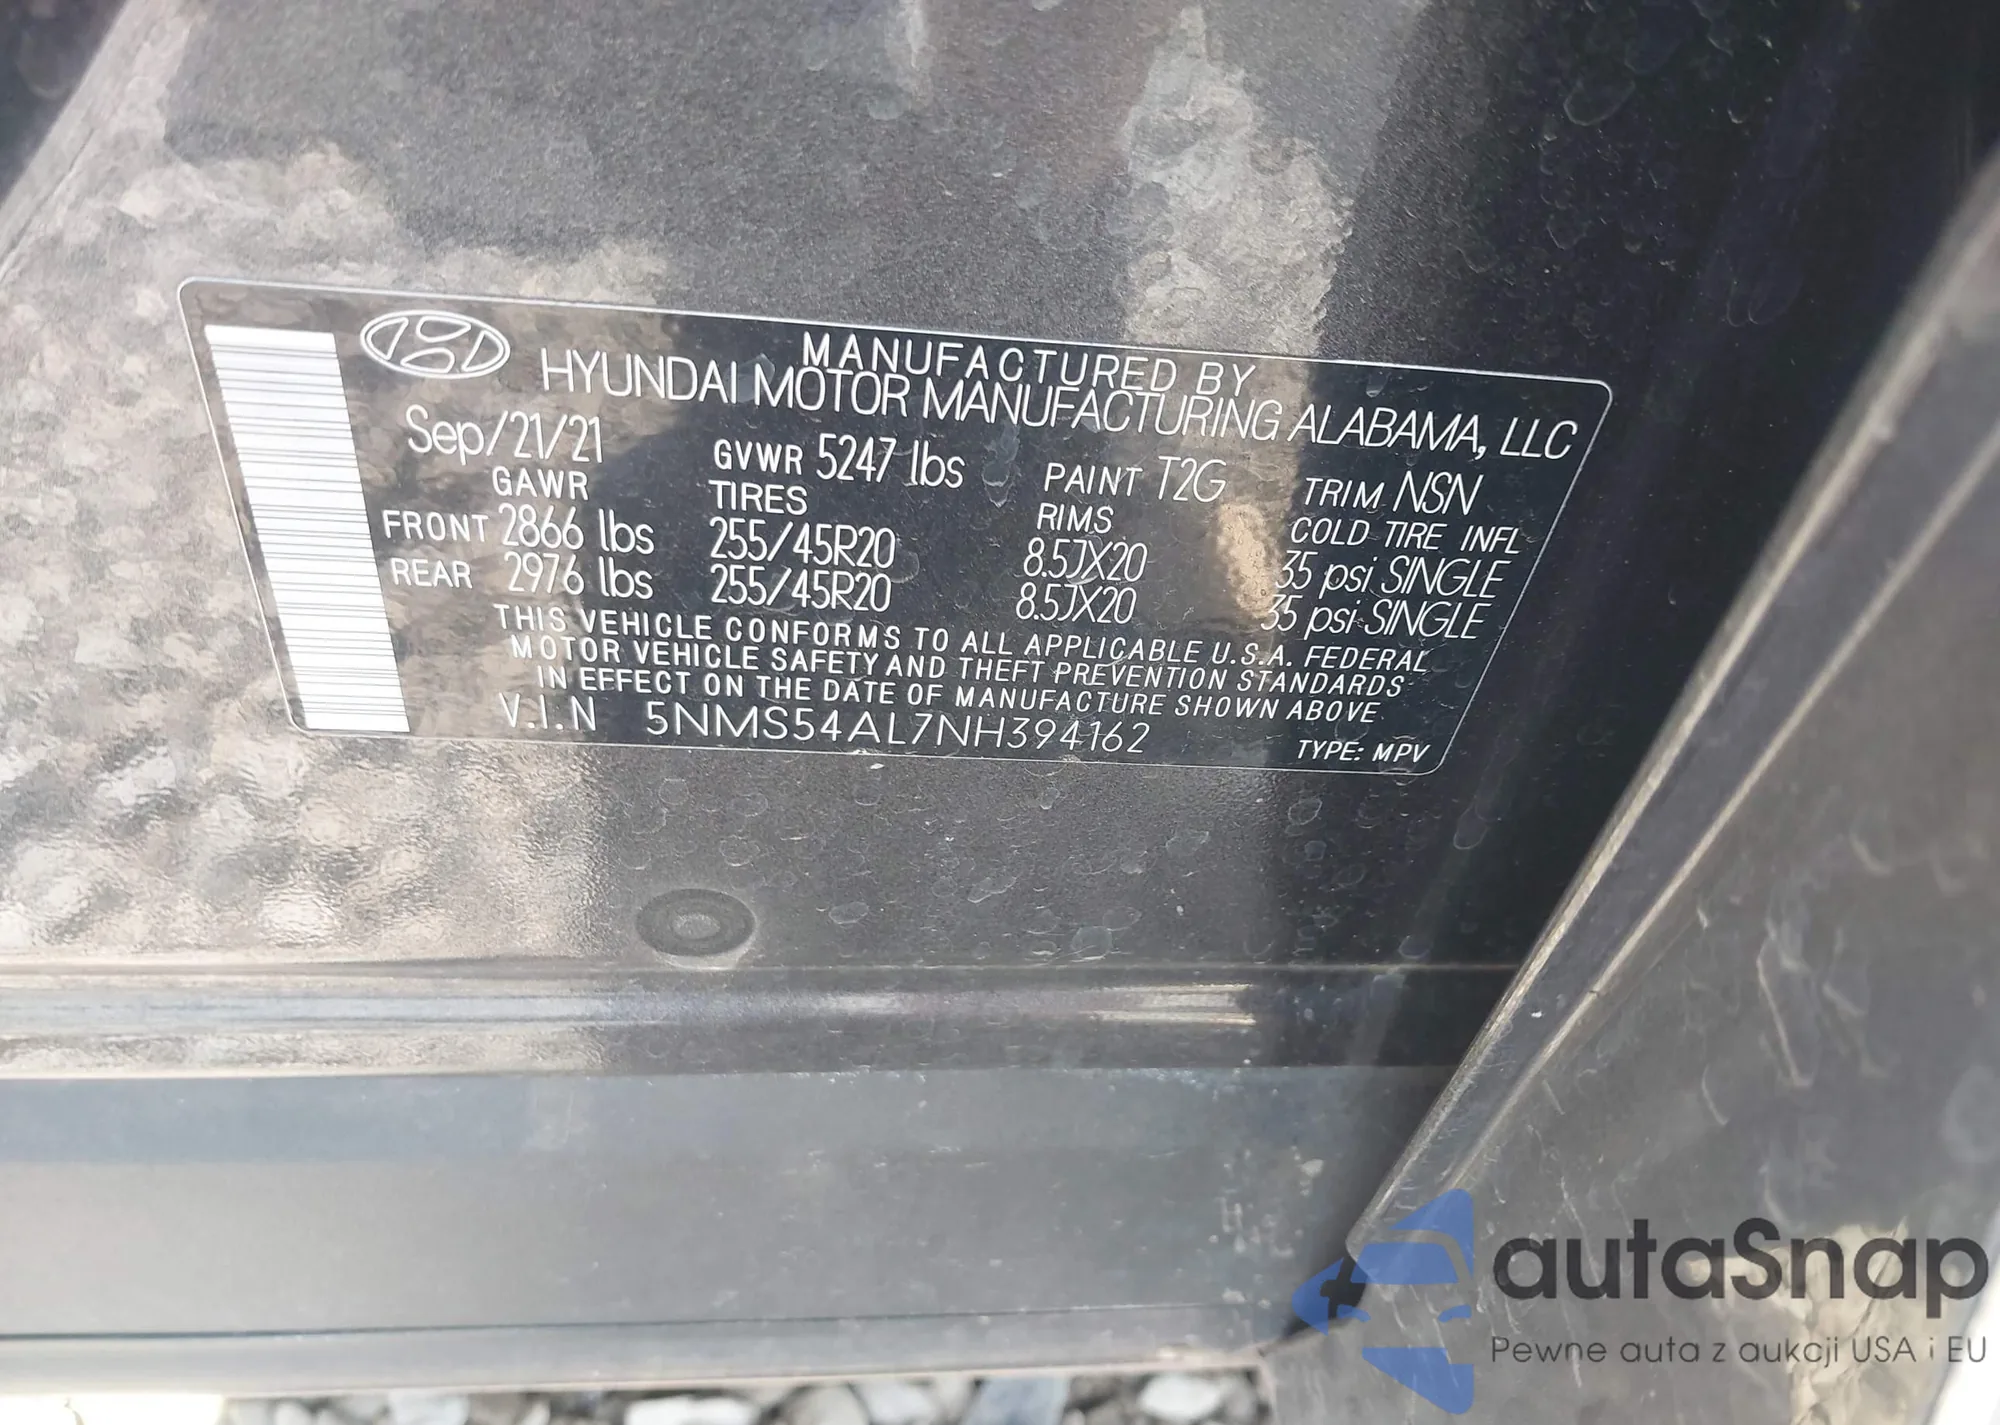 MANUFACTURED BY
HYUNDAI MOTOR MANUFACTURING ALABAMA, LLC
Sep/21/21 GVWR 5247 lbs PAINT T2G TRIM NSN
GAWR TIRES RIMS COLD TIRE INFL
FRONT 2866 lbs 255/45R20 8.5JX20 35 psi SINGLE
REAR 2976 lbs 255/45R20 8.5JX20 35 psi SINGLE
THIS VEHICLE CONFORMS TO ALL APPLICABLE U.S.A. FEDERAL
MOTOR VEHICLE SAFETY AND THEFT PREVENTION STANDARDS
IN EFFECT ON THE DATE OF MANUFACTURE SHOWN ABOVE
V.I.N 5NMS54AL7NH394162 TYPE: MPV
autaSnap
Pewne auta z aukcji USA i EU